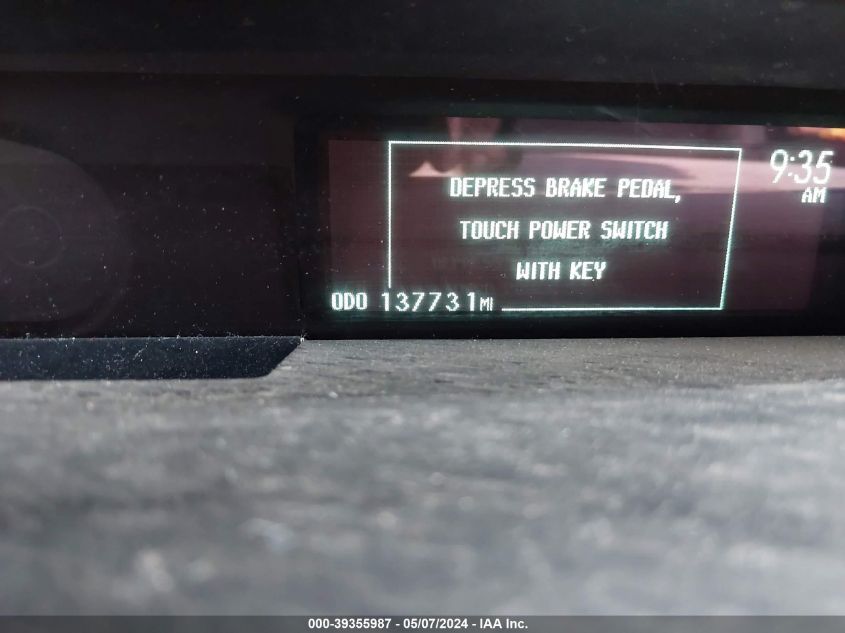 DEPRESS BRAKE PEDAL,
TOUCH POWER SWITCH
WITH KEY
9:35
AM
ODO 137731MI
000-39355987 - 05/07/2024 - IAA Inc.